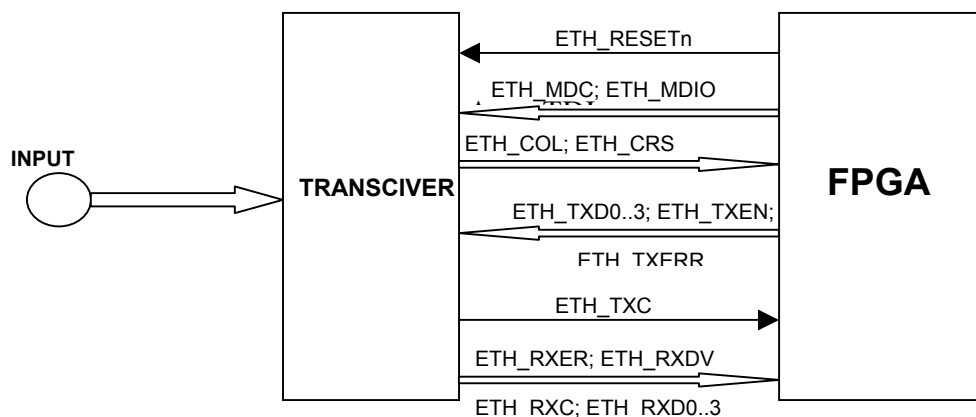 ETH_RESETn
ETH_MDC; ETH_MDIO
INPUT
ETH_COL; ETH_CRS
TRANSCIVER
FPGA
ETH_TXD0..3; ETH_TXEN;
ETH_TXERR
ETH_TXC
ETH_RXER; ETH_RXDV
ETH_RXC; ETH_RXD0..3